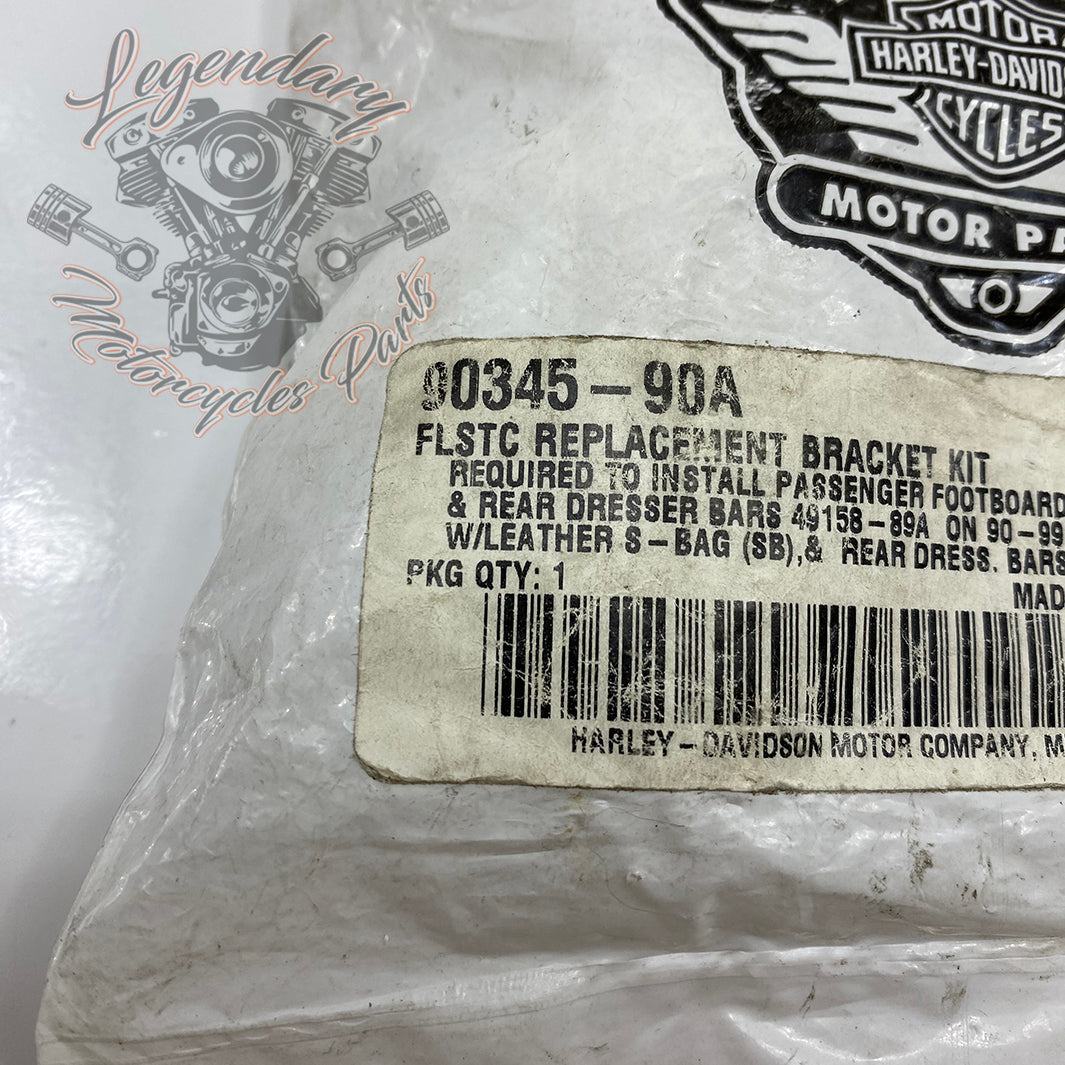 Legendary
Motorcycles Parts
MOTOR
HARLEY-DAVIDS
CYCLES
MOTOR PA
90345-90A
FLSTC REPLACEMENT BRACKET KIT
REQUIRED TO INSTALL PASSENGER FOOTBOARD
& REAR DRESSER BARS 49158-89A ON 90-99
W/LEATHER S-BAG (SB),& REAR DRESS. BARS
PKG QTY: 1
MAD
HARLEY-DAVIDSON MOTOR COMPANY, M